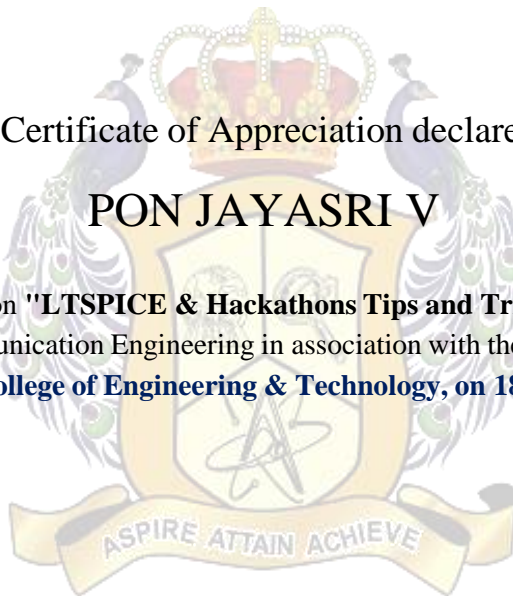 Certificate of Appreciation declare
PON JAYASRI V
on "LTSPICE & Hackathons Tips and Tr
unication Engineering in association with the
ollege of Engineering & Technology, on 18
ASPIRE ATTAIN ACHIEVE